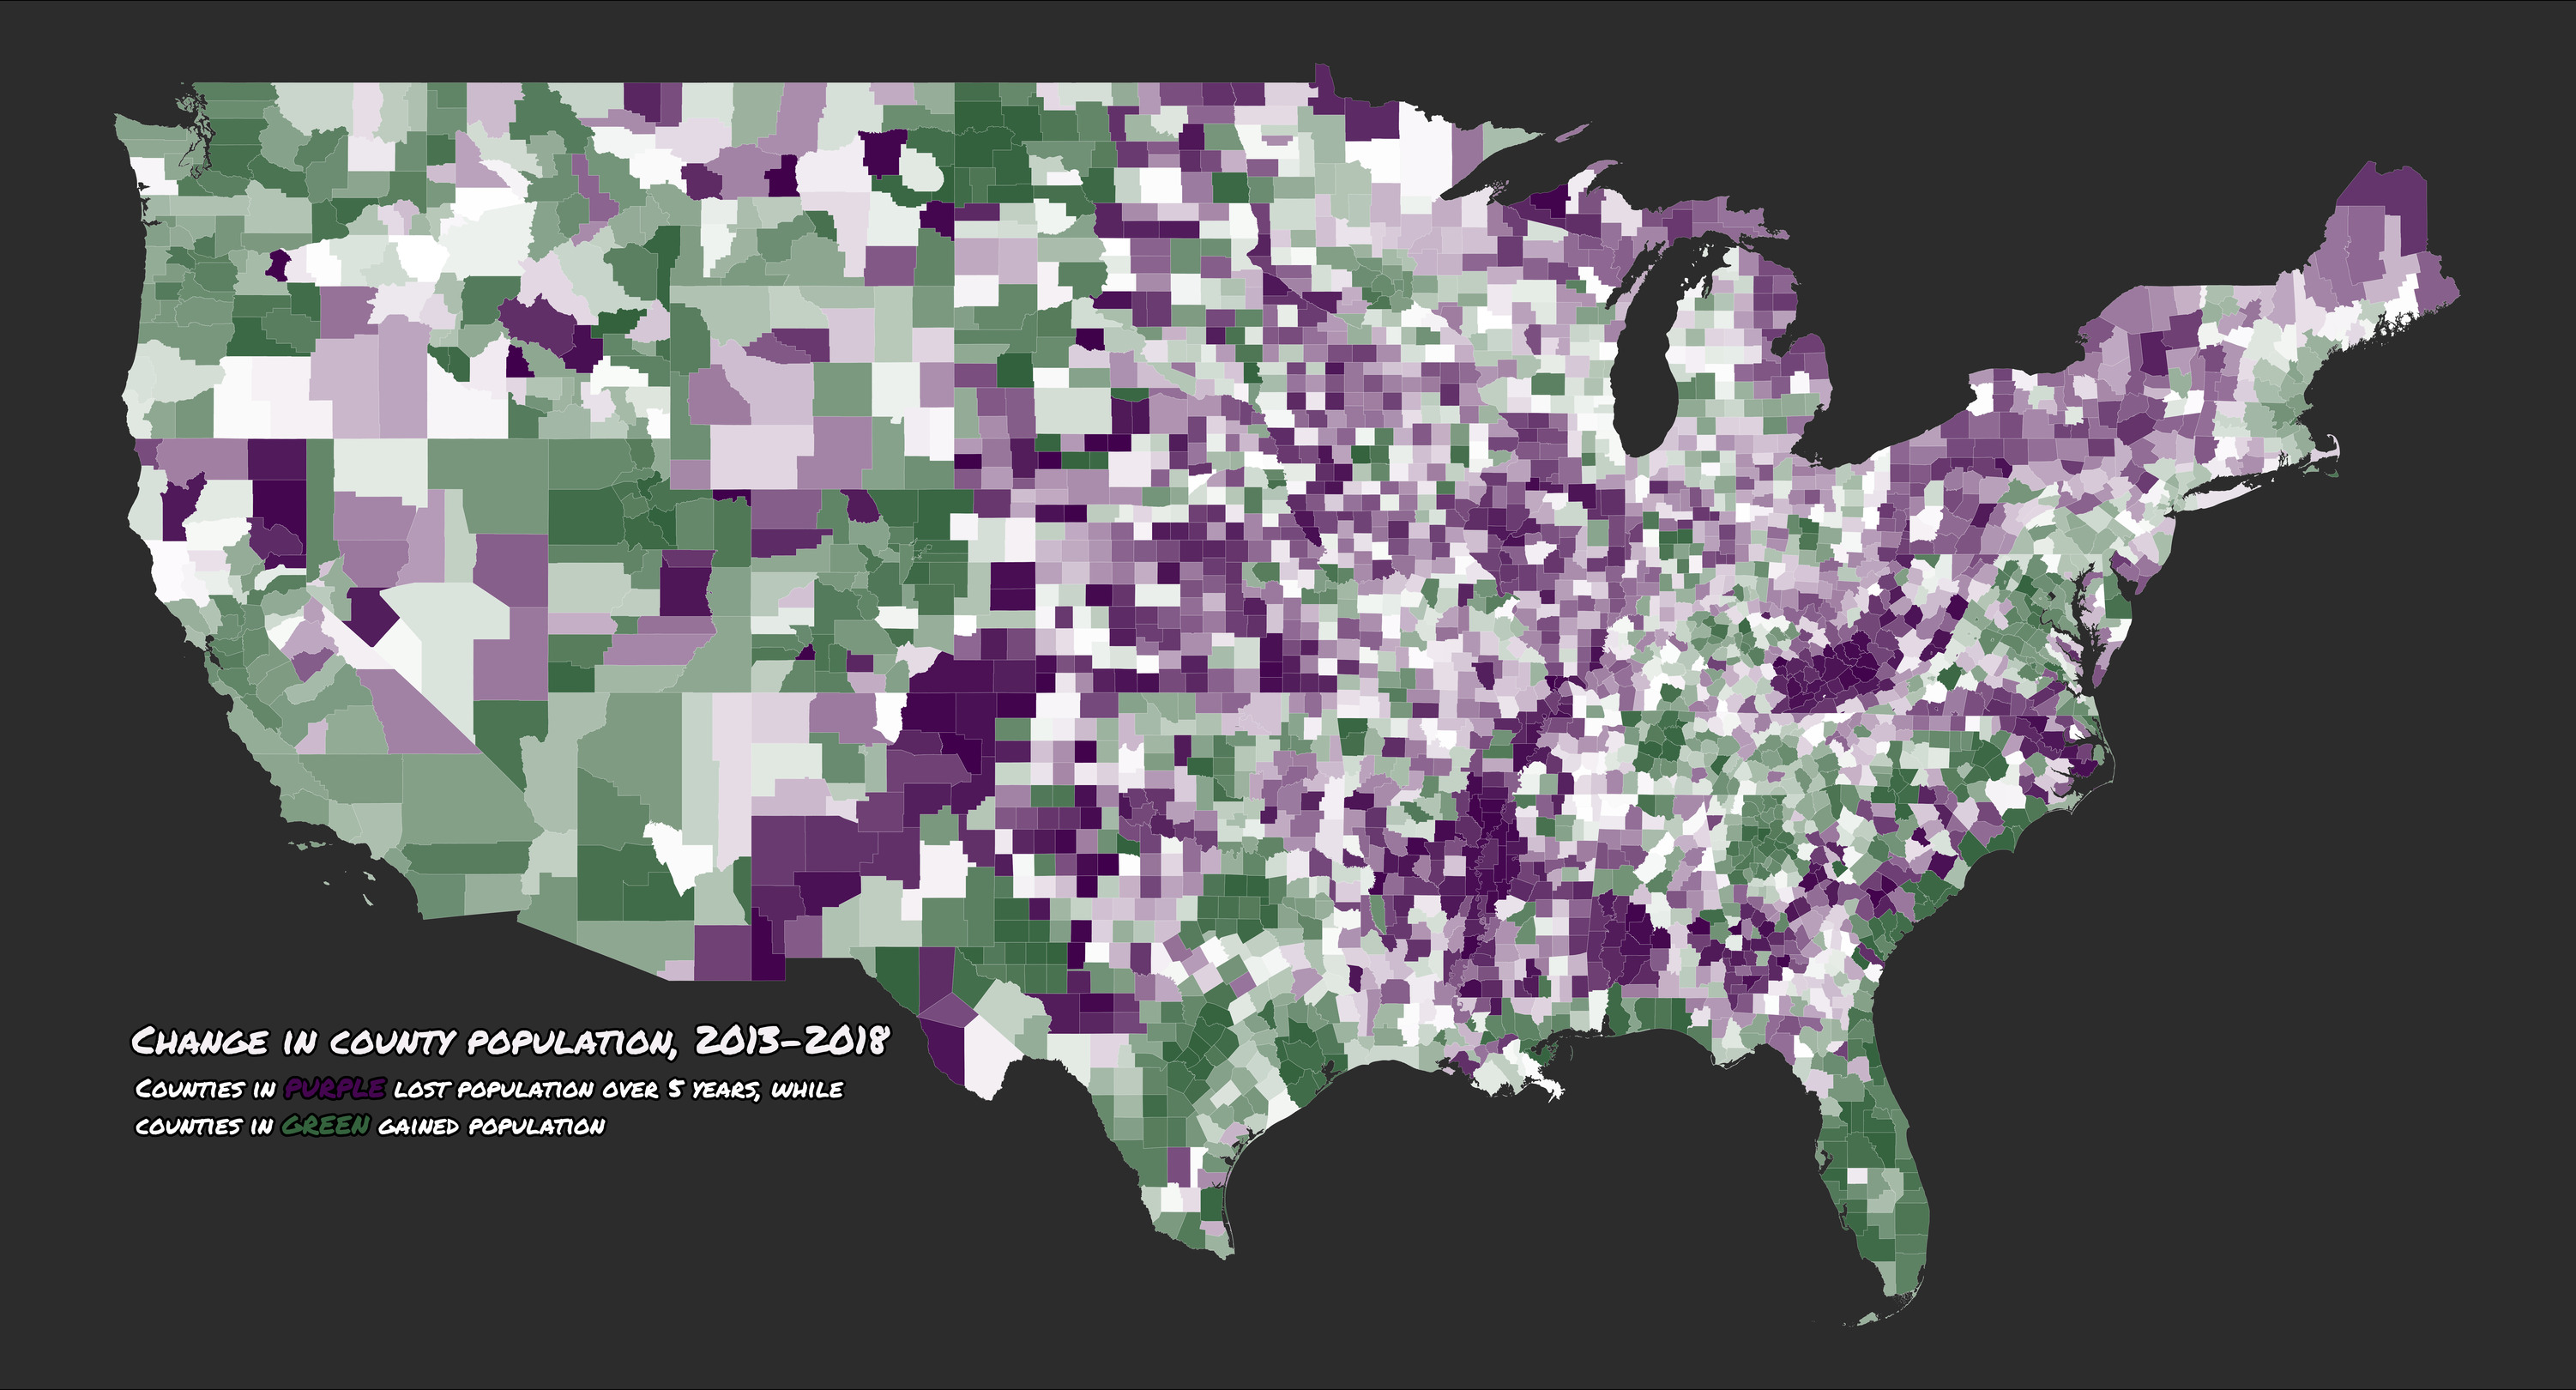 Change in county population, 2013-2018
Counties in PURPLE lost population over 5 years, while
counties in GREEN gained population